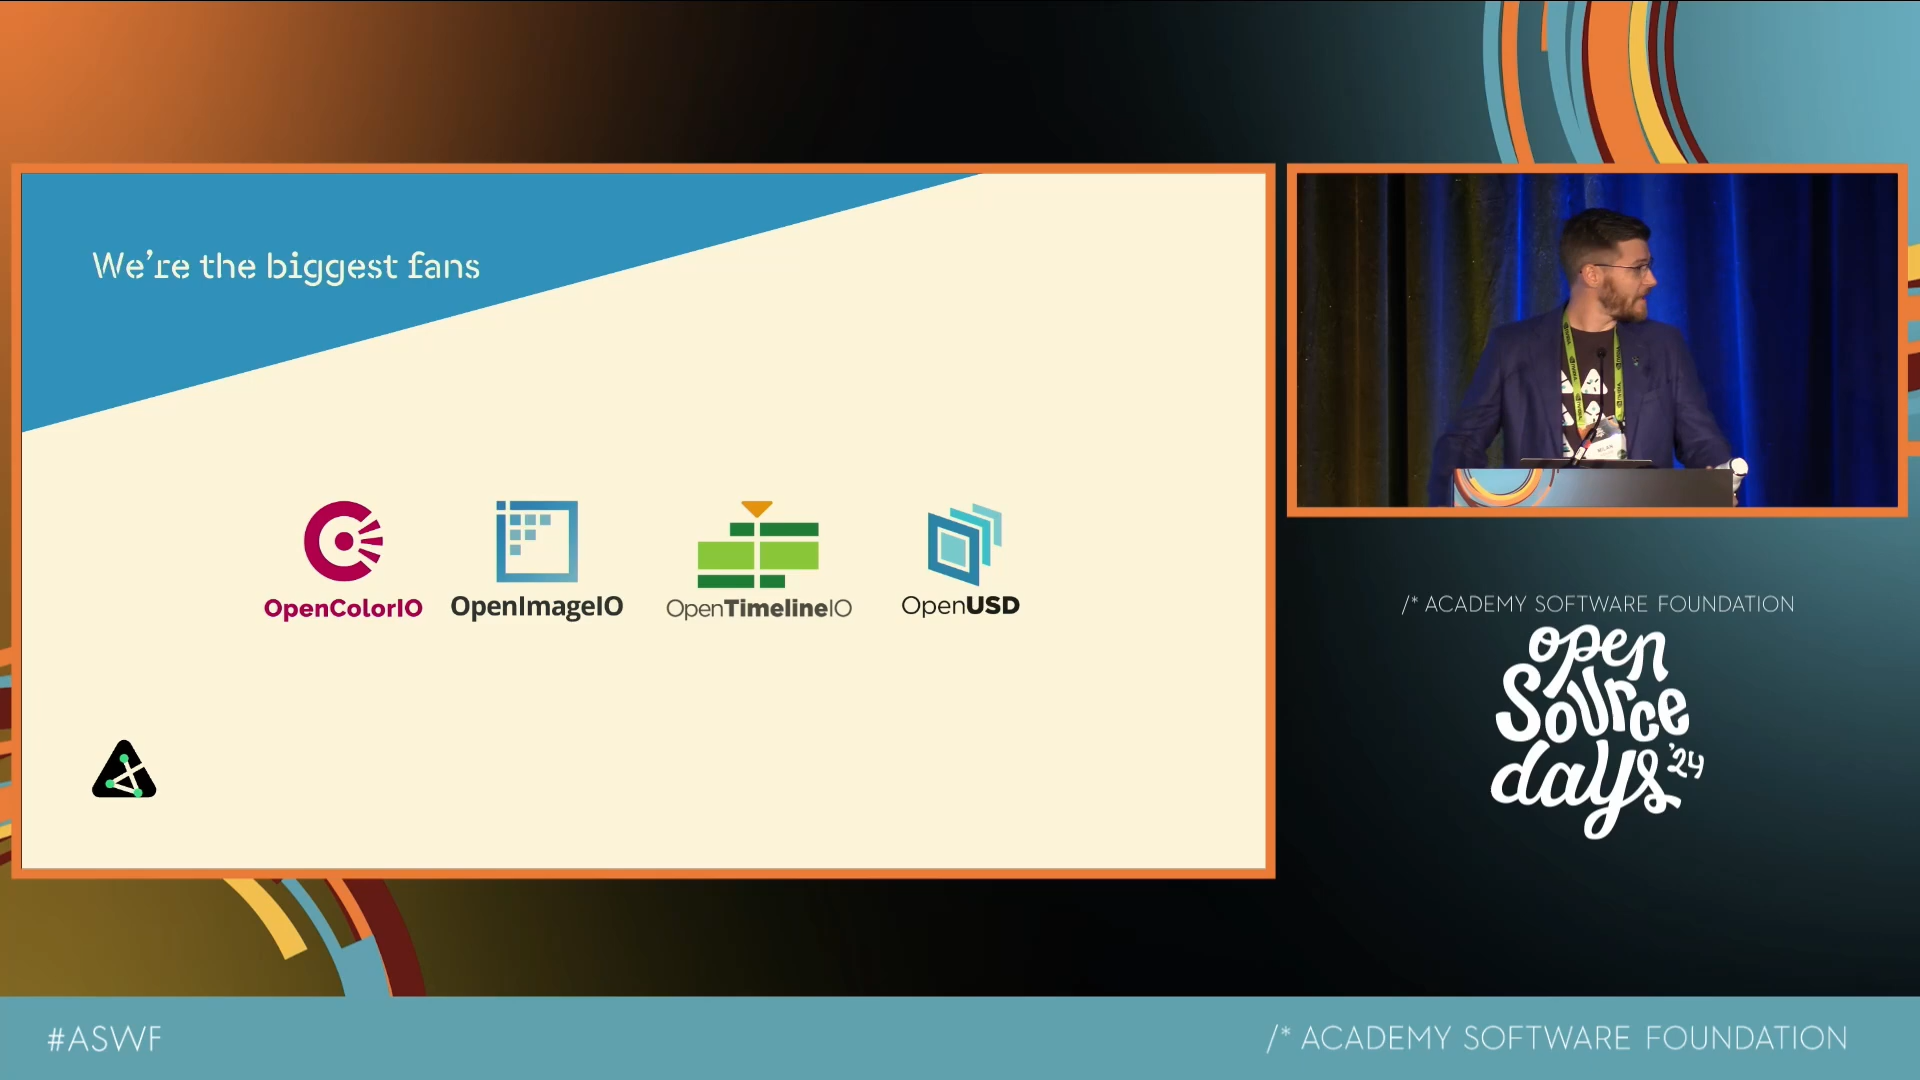 We're the biggest fans
OpenColorIO
OpenImageIO
OpenTimelineIO
OpenUSD
/* ACADEMY SOFTWARE FOUNDATION
open
source
days '24
#ASWF
/* ACADEMY SOFTWARE FOUNDATION